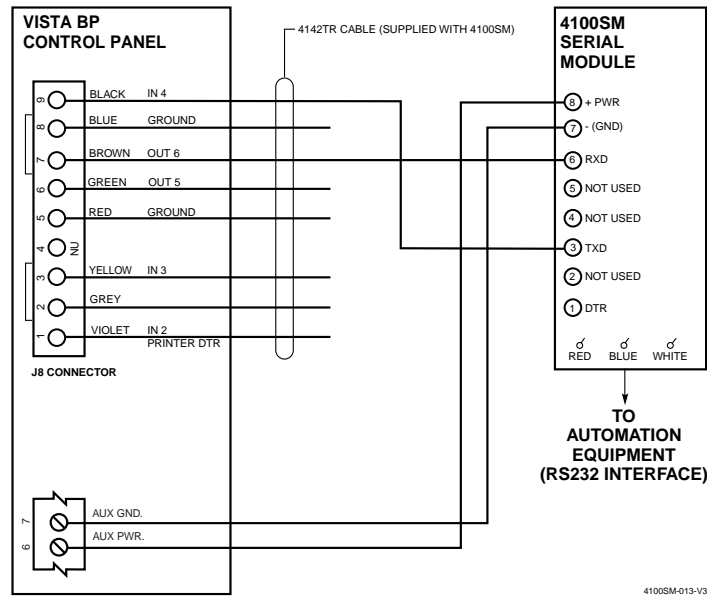 VISTA BP
CONTROL PANEL
4142TR CABLE (SUPPLIED WITH 4100SM)
4100SM
SERIAL
MODULE
9 BLACK IN 4
8 BLUE GROUND
7 BROWN OUT 6
6 GREEN OUT 5
5 RED GROUND
4 NU
3 YELLOW IN 3
2 GREY
1 VIOLET IN 2
PRINTER DTR
J8 CONNECTOR
8 + PWR
7 - (GND)
6 RXD
5 NOT USED
4 NOT USED
3 TXD
2 NOT USED
1 DTR
RED BLUE WHITE
TO
AUTOMATION
EQUIPMENT
(RS232 INTERFACE)
7 AUX GND.
6 AUX PWR.
4100SM-013-V3